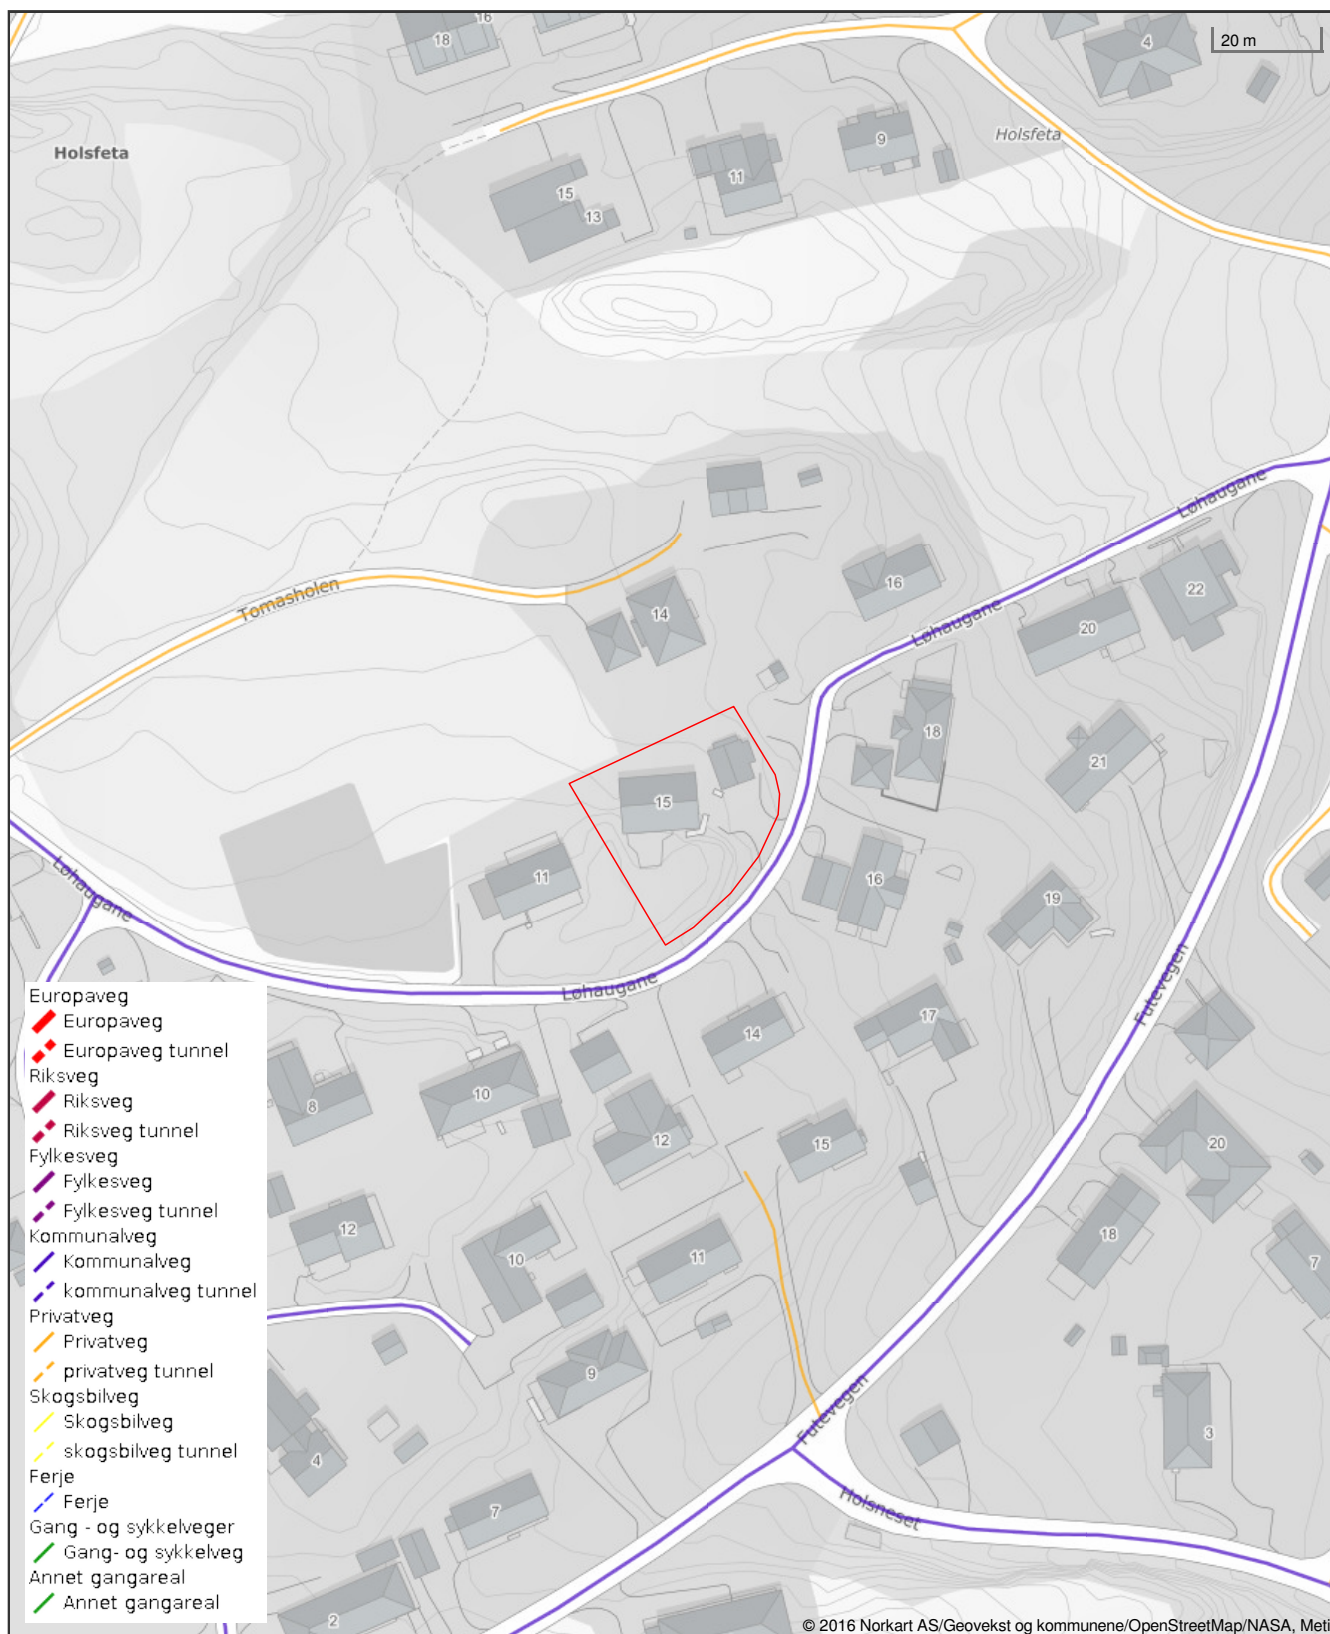 16
18
20 m
4
Holsfeta
9
Holsfeta
11
15
13
Løhaugane
16
22
Tomasholen
14
Løhaugane
20
18
21
15
11
16
19
Løhaugane
Løhaugane
Futevegen
17
14
Europaveg
Europaveg
Europaveg tunnel
Riksveg
Riksveg
Riksveg tunnel
Fylkesveg
Fylkesveg
Fylkesveg tunnel
Kommunalveg
Kommunalveg
kommunalveg tunnel
Privatveg
Privatveg
privatveg tunnel
Skogsbilveg
Skogsbilveg
skogsbilveg tunnel
Ferje
Ferje
Gang - og sykkelveger
Gang- og sykkelveg
Annet gangareal
Annet gangareal
8
10
12
15
20
12
10
11
18
7
9
Futevegen
4
3
7
Holsneset
2
© 2016 Norkart AS/Geovekst og kommunene/OpenStreetMap/NASA, Meti